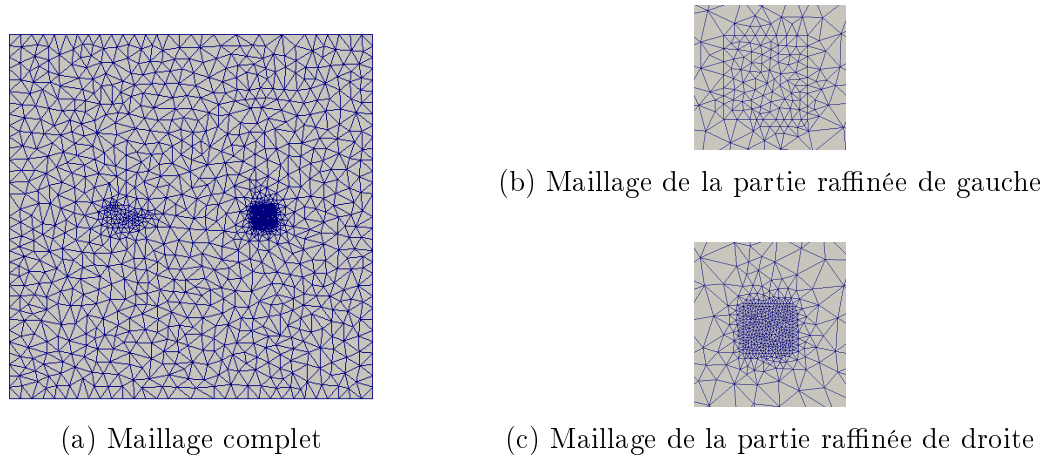 (b) Maillage de la partie raffinée de gauche
(a) Maillage complet
(c) Maillage de la partie raffinée de droite